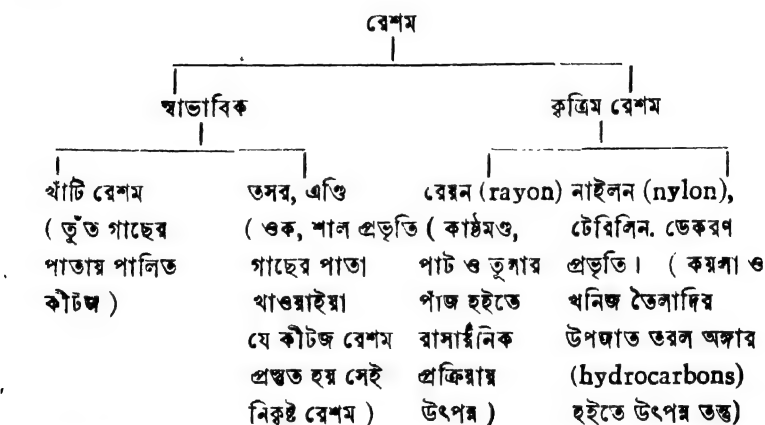 রেশম
স্বাভাবিক
কৃত্রিম রেশম
খাঁটি রেশম
( তুঁত গাছের
পাতায় পালিত
কীটজ )
তসর, এণ্ডি
( ওক, শাল প্রভৃতি
গাছের পাতা
খাওয়াইয়া
যে কীটজ রেশম
প্রস্তুত হয় সেই
নিকৃষ্ট রেশম )
রেয়ন (rayon)
( কাষ্ঠমণ্ড,
পাট ও তুলার
পাঁজ হইতে
রাসায়নিক
প্রক্রিয়ায়
উৎপন্ন )
নাইলন (nylon),
টেরিলিন. ডেকরণ
প্রভৃতি। ( কয়লা ও
খনিজ তৈলাদির
উপজাত তরল অঙ্গার
(hydrocarbons)
হইতে উৎপন্ন তন্তু)